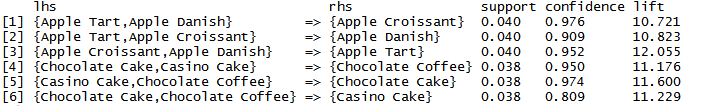 lhs rhs support confidence lift
[1] {Apple Tart,Apple Danish} => {Apple Croissant} 0.040 0.976 10.721
[2] {Apple Tart,Apple Croissant} => {Apple Danish} 0.040 0.909 10.823
[3] {Apple Croissant,Apple Danish} => {Apple Tart} 0.040 0.952 12.055
[4] {Chocolate Cake,Casino Cake} => {Chocolate Coffee} 0.038 0.950 11.176
[5] {Casino Cake,Chocolate Coffee} => {Chocolate Cake} 0.038 0.974 11.600
[6] {Chocolate Cake,Chocolate Coffee} => {Casino Cake} 0.038 0.809 11.229